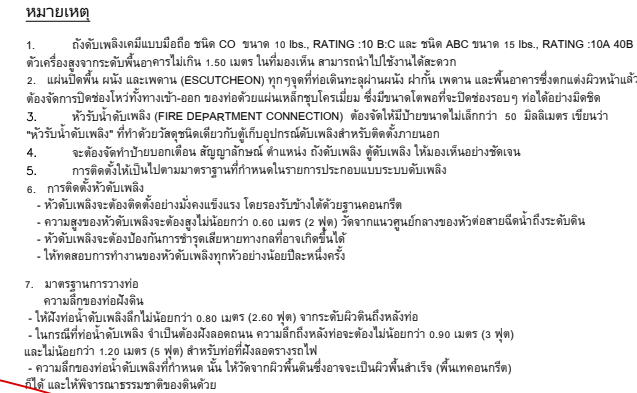 หมายเหตุ
1. ถังดับเพลิงเคมีแบบมือถือ ชนิด CO ขนาด 10 lbs., RATING :10 B:C และ ชนิด ABC ขนาด 15 lbs., RATING :10A 40B
ตัวเครื่องสูงจากระดับพื้นอาคารไม่เกิน 1.50 เมตร ในที่มองเห็น สามารถนำไปใช้งานได้สะดวก
2. แผ่นปิดพื้น ผนัง และเพดาน (ESCUTCHEON) ทุกๆจุดที่ท่อเดินทะลุผ่านผนัง ฝากั้น เพดาน และพื้นอาคารซึ่งตกแต่งผิวหน้าแล้ว
ต้องจัดการปิดช่องโหว่ทั้งทางเข้า-ออก ของท่อด้วยแผ่นเหล็กชุบโครเมี่ยม ซึ่งมีขนาดโตพอที่จะปิดช่องรอบๆ ท่อได้อย่างมิดชิด
3. หัวรับน้ำดับเพลิง (FIRE DEPARTMENT CONNECTION) ต้องจัดให้มีป้ายขนาดไม่เล็กกว่า 50 มิลลิเมตร เขียนว่า
"หัวรับน้ำดับเพลิง" ที่ทำด้วยวัสดุชนิดเดียวกับตู้เก็บอุปกรณ์ดับเพลิงสำหรับติดตั้งภายนอก
4. จะต้องจัดทำป้ายบอกเตือน สัญญาลักษณ์ ตำแหน่ง ถังดับเพลิง ตู้ดับเพลิง ให้มองเห็นอย่างชัดเจน
5. การติดตั้งให้เป็นไปตามมาตราฐานที่กำหนดในรายการประกอบแบบระบบดับเพลิง
6. การติดตั้งหัวดับเพลิง
- หัวดับเพลิงจะต้องติดตั้งอย่างมั่งคงแข็งแรง โดยรองรับข้างใต้ด้วยฐานคอนกรีต
- ความสูงของหัวดับเพลิงจะต้องสูงไม่น้อยกว่า 0.60 เมตร (2 ฟุต) วัดจากแนวศูนย์กลางของหัวต่อสายฉีดน้ำถึงระดับดิน
- หัวดับเพลิงจะต้องป้องกันการชำรุดเสียหายทางกลที่อาจเกิดขึ้นได้
- ให้ทดสอบการทำงานของหัวดับเพลิงทุกหัวอย่างน้อยปีละหนึ่งครั้ง
7. มาตรฐานการวางท่อ
ความลึกของท่อฝังดิน
- ให้ฝังท่อน้ำดับเพลิงลึกไม่น้อยกว่า 0.80 เมตร (2.60 ฟุต) จากระดับผิวดินถึงหลังท่อ
- ในกรณีที่ท่อน้ำดับเพลิง จำเป็นต้องฝังลอดถนน ความลึกถึงหลังท่อจะต้องไม่น้อยกว่า 0.90 เมตร (3 ฟุต)
และไม่น้อยกว่า 1.20 เมตร (5 ฟุต) สำหรับท่อที่ฝังลอดรางรถไฟ
- ความลึกของท่อน้ำดับเพลิงที่กำหนด นั้น ให้วัดจากผิวพื้นดินซึ่งอาจจะเป็นผิวพื้นสำเร็จ (พื้นเทคอนกรีต)
ก็ได้ และให้พิจารณาธรรมชาติของดินด้วย